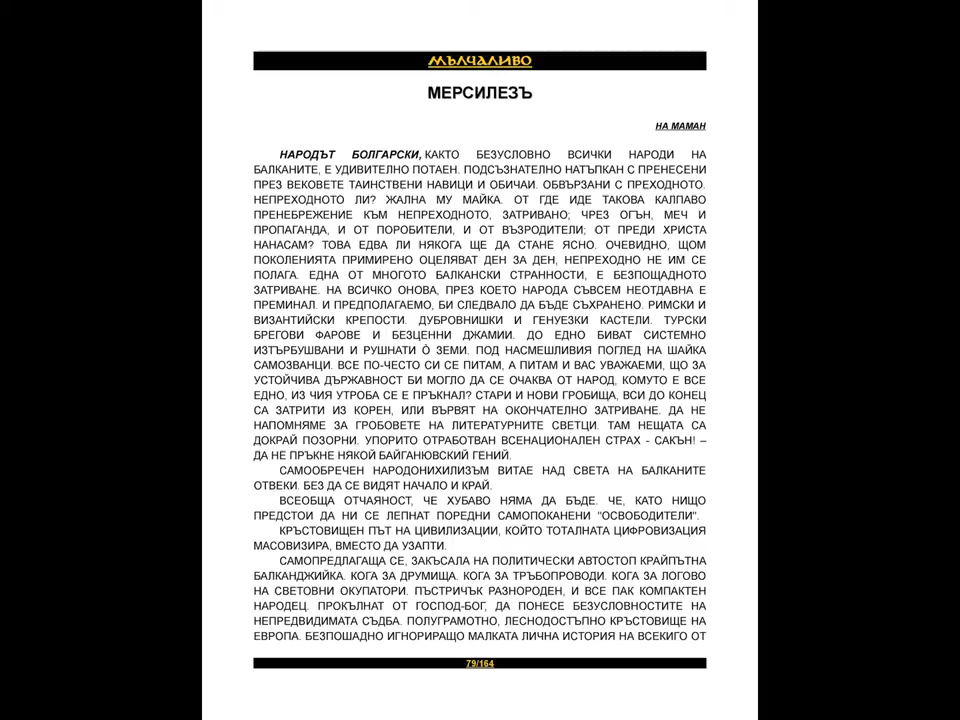 МЪЛЧАЛИВО
МЕРСИЛЕЗЪ
НА МАМАН
НАРОДЪТ БОЛГАРСКИ, КАКТО БЕЗУСЛОВНО ВСИЧКИ НАРОДИ НА
БАЛКАНИТЕ, Е УДИВИТЕЛНО ПОТАЕН. ПОДСЪЗНАТЕЛНО НАТЪПКАН С ПРЕНЕСЕНИ
ПРЕЗ ВЕКОВЕТЕ ТАИНСТВЕНИ НАВИЦИ И ОБИЧАИ. ОБВЪРЗАНИ С ПРЕХОДНОТО.
НЕПРЕХОДНОТО ЛИ? ЖАЛНА МУ МАЙКА. ОТ ГДЕ ИДЕ ТАКОВА КАЛПАВО
ПРЕНЕБРЕЖЕНИЕ КЪМ НЕПРЕХОДНОТО, ЗАТРИВАНО; ЧРЕЗ ОГЪН, МЕЧ И
ПРОПАГАНДА, И ОТ ПОРОБИТЕЛИ, И ОТ ВЪЗРОДИТЕЛИ; ОТ ПРЕДИ ХРИСТА
НАНАСАМ? ТОВА ЕДВА ЛИ НЯКОГА ЩЕ ДА СТАНЕ ЯСНО. ОЧЕВИДНО, ЩОМ
ПОКОЛЕНИЯТА ПРИМИРЕНО ОЦЕЛЯВАТ ДЕН ЗА ДЕН, НЕПРЕХОДНО НЕ ИМ СЕ
ПОЛАГА. ЕДНА ОТ МНОГОТО БАЛКАНСКИ СТРАННОСТИ, Е БЕЗПОЩАДНОТО
ЗАТРИВАНЕ. НА ВСИЧКО ОНОВА, ПРЕЗ КОЕТО НАРОДА СЪВСЕМ НЕОТДАВНА Е
ПРЕМИНАЛ. И ПРЕДПОЛАГАЕМО, БИ СЛЕДВАЛО ДА БЪДЕ СЪХРАНЕНО. РИМСКИ И
ВИЗАНТИЙСКИ КРЕПОСТИ. ДУБРОВНИШКИ И ГЕНУЕЗКИ КАСТЕЛИ. ТУРСКИ
БРЕГОВИ ФАРОВЕ И БЕЗЦЕННИ ДЖАМИИ. ДО ЕДНО БИВАТ СИСТЕМНО
ИЗТЪРБУШВАНИ И РУШНАТИ Ò ЗЕМИ. ПОД НАСМЕШЛИВИЯ ПОГЛЕД НА ШАЙКА
САМОЗВАНЦИ. ВСЕ ПО-ЧЕСТО СИ СЕ ПИТАМ, А ПИТАМ И ВАС УВАЖАЕМИ, ЩО ЗА
УСТОЙЧИВА ДЪРЖАВНОСТ БИ МОГЛО ДА СЕ ОЧАКВА ОТ НАРОД, КОМУТО Е ВСЕ
ЕДНО, ИЗ ЧИЯ УТРОБА СЕ Е ПРЪКНАЛ? СТАРИ И НОВИ ГРОБИЩА, ВСИ ДО КОНЕЦ
СА ЗАТРИТИ ИЗ КОРЕН, ИЛИ ВЪРВЯТ НА ОКОНЧАТЕЛНО ЗАТРИВАНЕ. ДА НЕ
НАПОМНЯМЕ ЗА ГРОБОВЕТЕ НА ЛИТЕРАТУРНИТЕ СВЕТЦИ. ТАМ НЕЩАТА СА
ДОКРАЙ ПОЗОРНИ. УПОРИТО ОТРАБОТВАН ВСЕНАЦИОНАЛЕН СТРАХ - САКЪН! –
ДА НЕ ПРЪКНЕ НЯКОЙ БАЙГАНЮВСКИ ГЕНИЙ.
САМООБРЕЧЕН НАРОДОНИХИЛИЗЪМ ВИТАЕ НАД СВЕТА НА БАЛКАНИТЕ
ОТВЕКИ. БЕЗ ДА СЕ ВИДЯТ НАЧАЛО И КРАЙ.
ВСЕОБЩА ОТЧАЯНОСТ, ЧЕ ХУБАВО НЯМА ДА БЪДЕ. ЧЕ, КАТО НИЩО
ПРЕДСТОИ ДА НИ СЕ ЛЕПНАТ ПОРЕДНИ САМОПОКАНЕНИ "ОСВОБОДИТЕЛИ".
КРЪСТОВИЩЕН ПЪТ НА ЦИВИЛИЗАЦИИ, КОЙТО ТОТАЛНАТА ЦИФРОВИЗАЦИЯ
МАСОВИЗИРА, ВМЕСТО ДА УЗАПТИ.
САМОПРЕДЛАГАЩА СЕ, ЗАКЪСАЛА НА ПОЛИТИЧЕСКИ АВТОСТОП КРАЙПЪТНА
БАЛКАНДЖИЙКА. КОГА ЗА ДРУМИЩА. КОГА ЗА ТРЪБОПРОВОДИ. КОГА ЗА ЛОГОВО
НА СВЕТОВНИ ОКУПАТОРИ. ПЪСТРИЧЪК РАЗНОРОДЕН, И ВСЕ ПАК КОМПАКТЕН
НАРОДЕЦ. ПРОКЪЛНАТ ОТ ГОСПОД-БОГ, ДА ПОНЕСЕ БЕЗУСЛОВНОСТИТЕ НА
НЕПРЕДВИДИМАТА СЪДБА. ПОЛУГРАМОТНО, ЛЕСНОДОСТЪПНО КРЪСТОВИЩЕ НА
ЕВРОПА. БЕЗПОШАДНО ИГНОРИРАЩО МАЛКАТА ЛИЧНА ИСТОРИЯ НА ВСЕКИГО ОТ
79/164